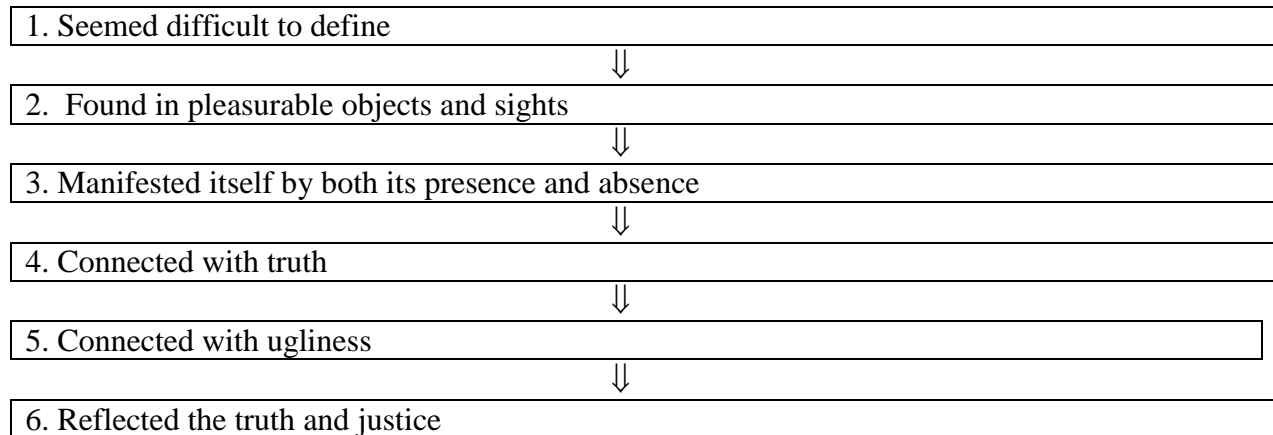 1. Seemed difficult to define
⇓
2. Found in pleasurable objects and sights
⇓
3. Manifested itself by both its presence and absence
⇓
4. Connected with truth
⇓
5. Connected with ugliness
⇓
6. Reflected the truth and justice